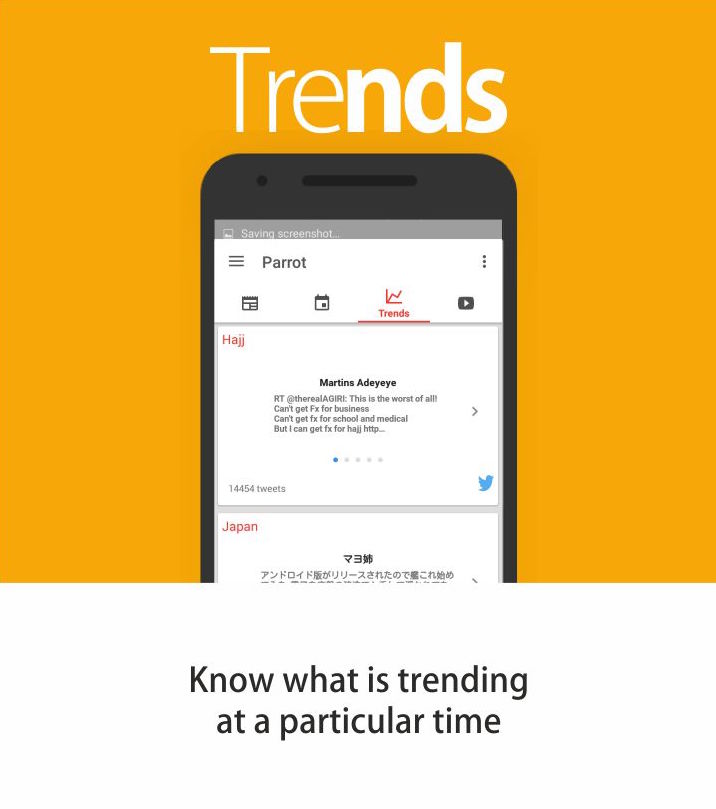 Trends
Saving screenshot...
Parrot
Trends
Hajj
Martins Adeyeye
RT @therealAGIRI: This is the worst of all!
Can't get Fx for business
Can't get fx for school and medical
But I can get fx for hajj http...
14454 tweets
Japan
マヨ姉
アンドロイド版がリリースされたので艦これ始め
Know what is trending
at a particular time